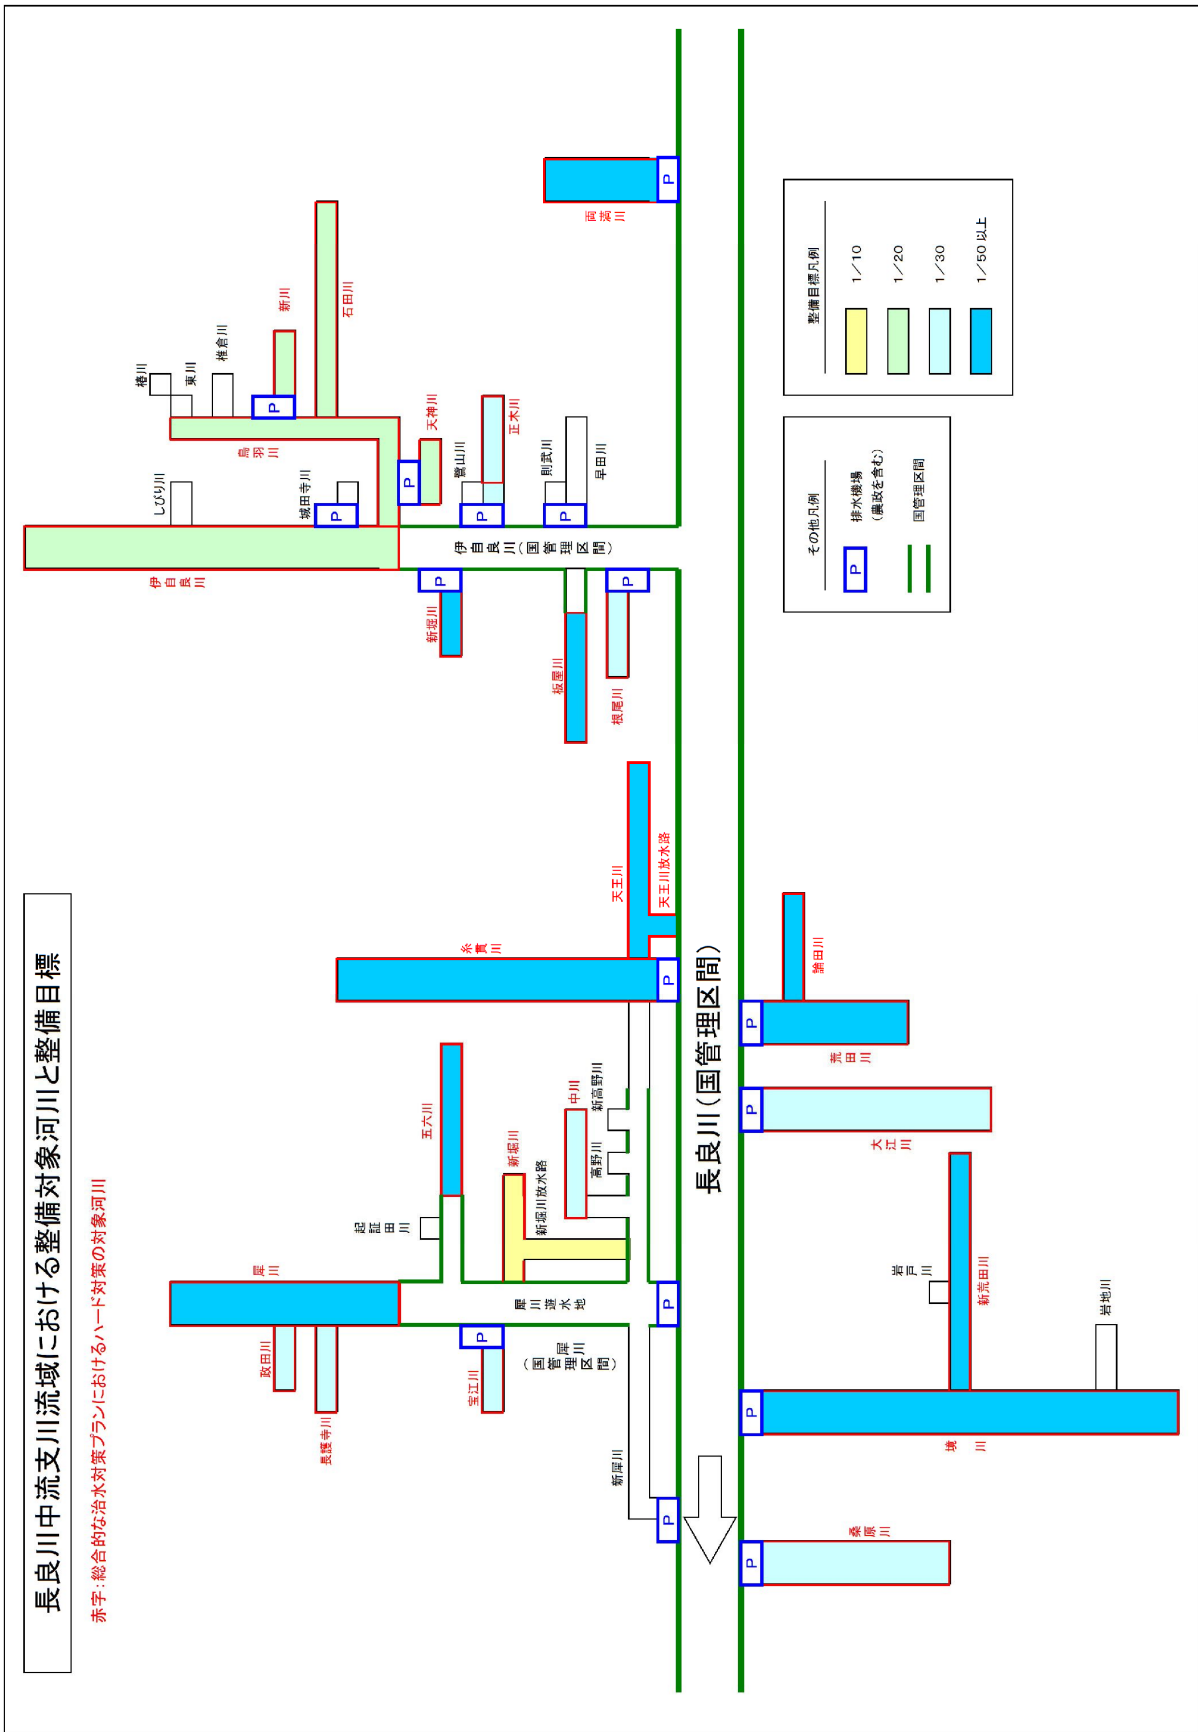 長良川中流支川流域における整備対象河川と整備目標
赤字：総合的な治水対策プランにおけるハード対策の対象河川
伊自良川
しびり川
城田寺川
P
鳥羽川
椿川
東川
椎倉川
P
新川
石田川
P
天神川
鷺山川
P
正木川
則武川
P
早田川
伊自良川（国管理区間）
P
新堀川
板屋川
P
根尾川
両満川
P
天王川
天王川放水路
糸貫川
P
五六川
起証田川
新堀川
新堀川放水路
中川
高野川
新高野川
犀川
政田川
長護寺川
P
宝江川
犀川遊水地
犀川
（国管理区間）
P
新犀川
P
長良川（国管理区間）
P
論田川
荒田川
P
大江川
P
岩戸川
新荒田川
岩地川
境川
P
桑原川
その他凡例
P
排水機場
（農政を含む）
国管理区間
整備目標凡例
1／10
1／20
1／30
1／50 以上